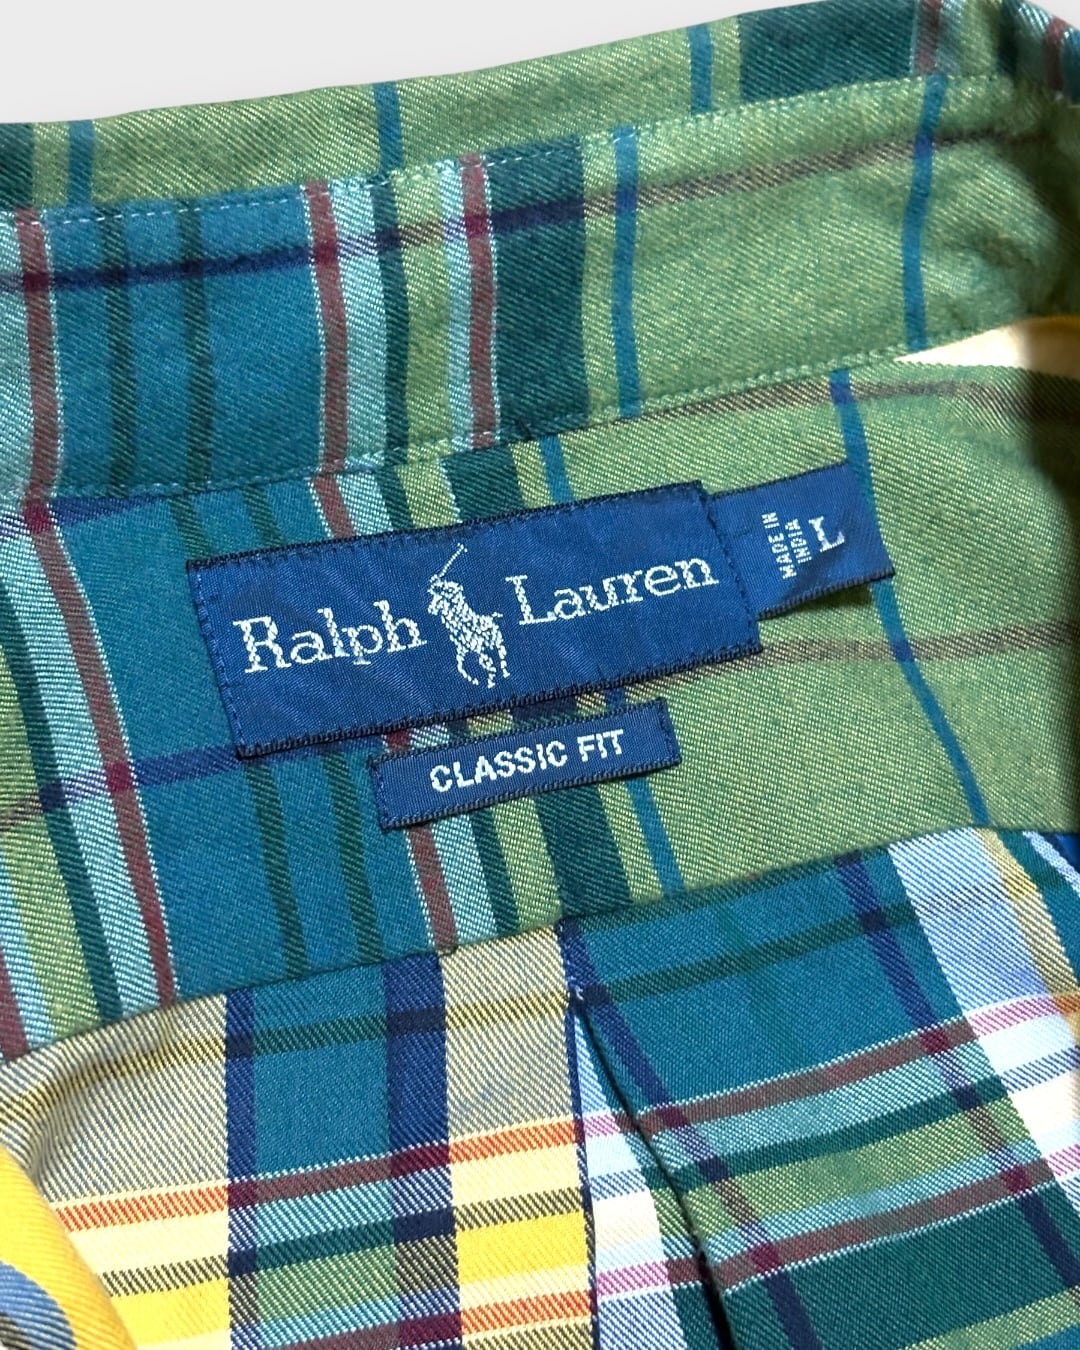 Ralph Lauren
MADE IN
INDIA
L
CLASSIC FIT